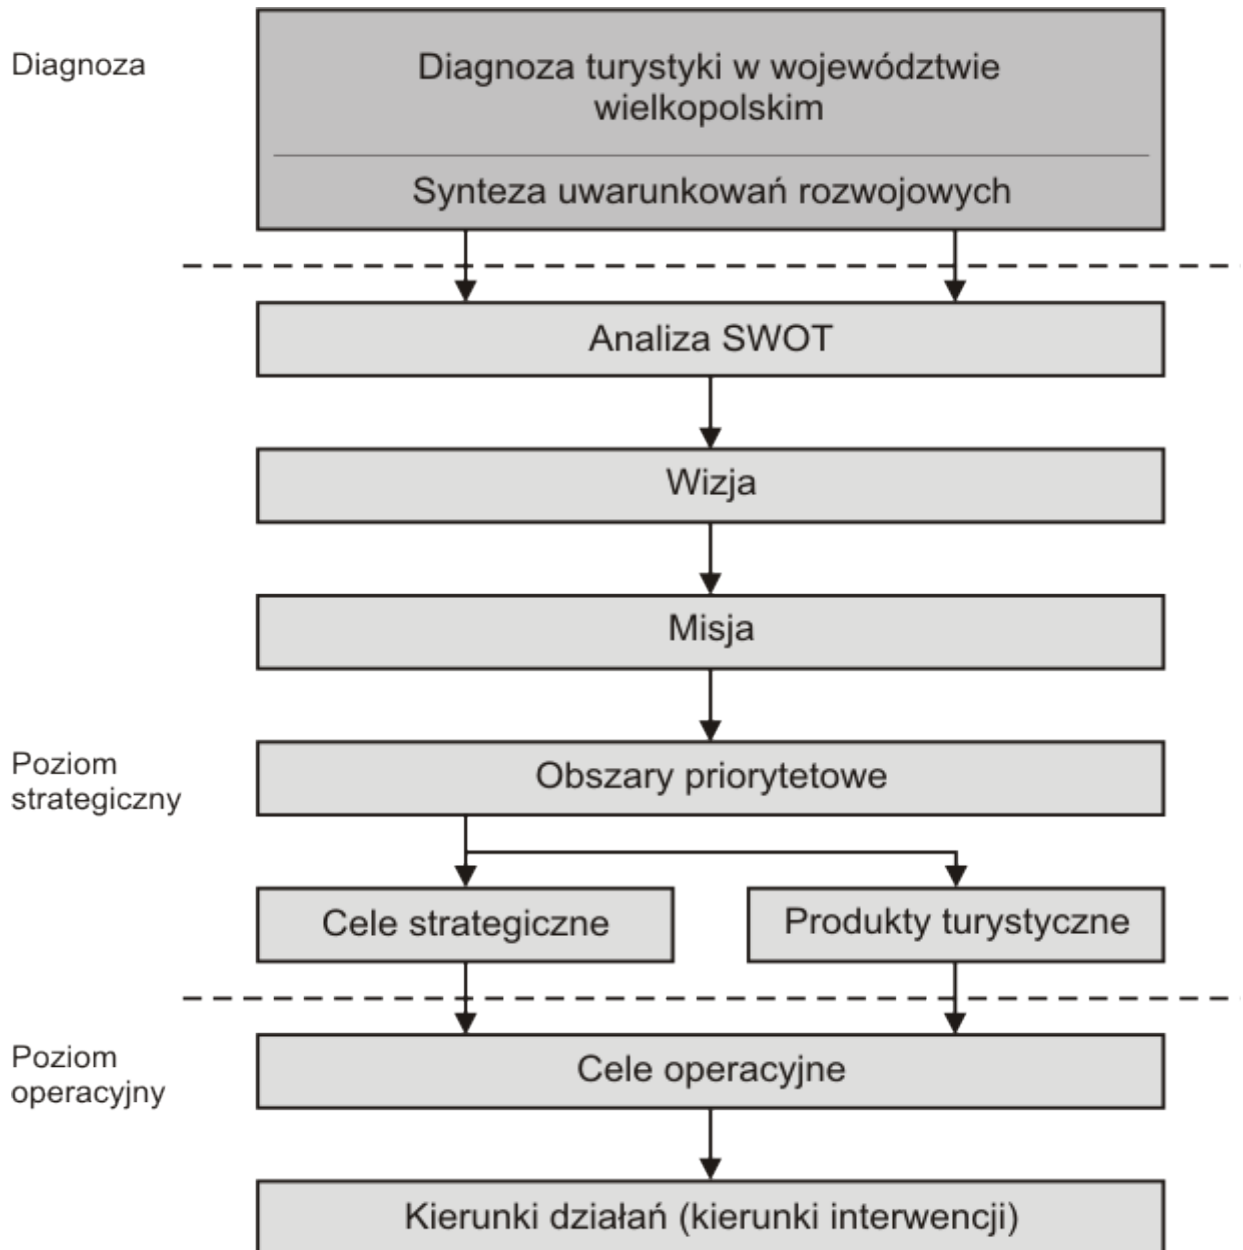 Diagnoza
Diagnoza turystyki w województwie
wielkopolskim
Synteza uwarunkowań rozwojowych
Analiza SWOT
Wizja
Misja
Poziom
strategiczny
Obszary priorytetowe
Cele strategiczne
Produkty turystyczne
Poziom
operacyjny
Cele operacyjne
Kierunki działań (kierunki interwencji)